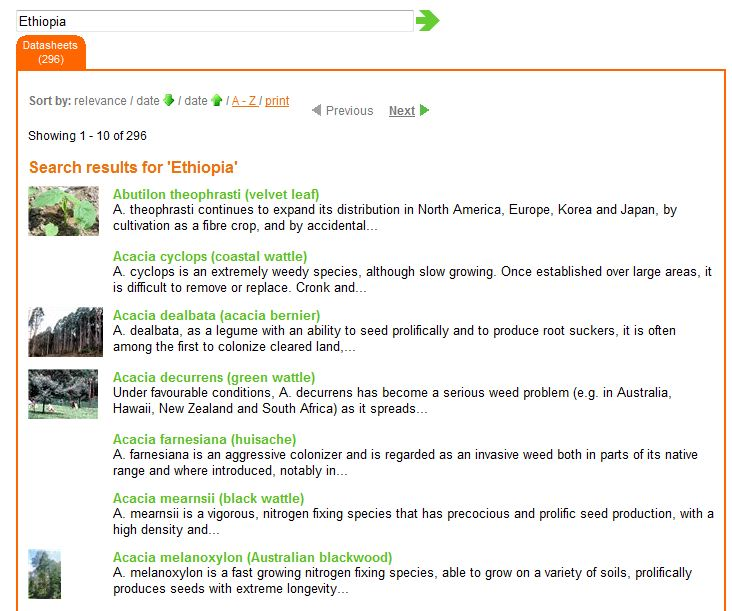 Ethiopia
Datasheets
(296)
Sort by: relevance / date / date / A - Z / print
Previous Next
Showing 1 - 10 of 296
Search results for 'Ethiopia'
Abutilon theophrasti (velvet leaf)
A. theophrasti continues to expand its distribution in North America, Europe, Korea and Japan, by
cultivation as a fibre crop, and by accidental...
Acacia cyclops (coastal wattle)
A. cyclops is an extremely weedy species, although slow growing. Once established over large areas, it
is difficult to remove or replace. Cronk and...
Acacia dealbata (acacia bernier)
A. dealbata, as a legume with an ability to seed prolifically and to produce root suckers, it is often
among the first to colonize cleared land,...
Acacia decurrens (green wattle)
Under favourable conditions, A. decurrens has become a serious weed problem (e.g. in Australia,
Hawaii, New Zealand and South Africa) as it spreads...
Acacia farnesiana (huisache)
A. farnesiana is an aggressive colonizer and is regarded as an invasive weed both in parts of its native
range and where introduced, notably in...
Acacia mearnsii (black wattle)
A. mearnsii is a vigorous, nitrogen fixing species that has precocious and prolific seed production, with a
high density and...
Acacia melanoxylon (Australian blackwood)
A. melanoxylon is a fast growing nitrogen fixing species, able to grow on a variety of soils, prolifically
produces seeds with extreme longevity...